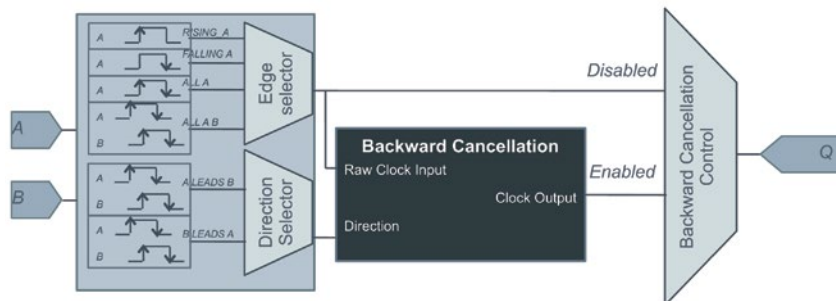 A
B
A
RISING_A
A
FALLING A
A
ALL A
A
B
ALL A B
A
B
A LEADS B
A
B
B LEADS A
Edge
selector
Direction
Selector
Backward Cancellation
Raw Clock Input
Clock Output
Direction
Disabled
Enabled
Backward Cancellation
Control
Q